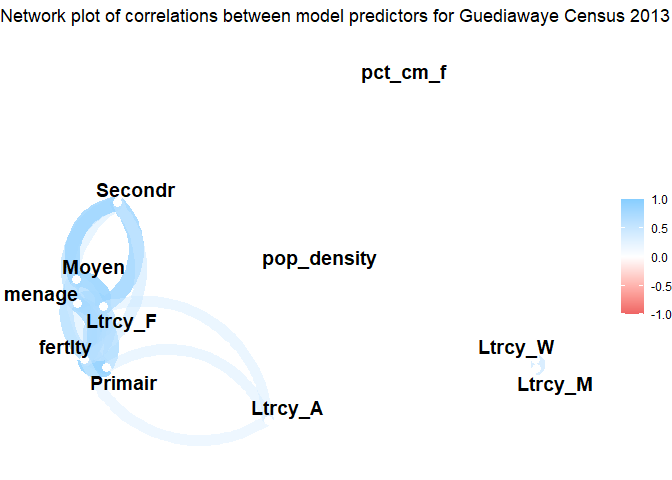 Network plot of correlations between model predictors for Guediawaye Census 2013
pct_cm_f
Secondr
1.0
0.5
0.0
-0.5
-1.0
pop_density
Moyen
menage
Ltrcy_F
fertlty
Primair
Ltrcy_W
Ltrcy_M
Ltrcy_A